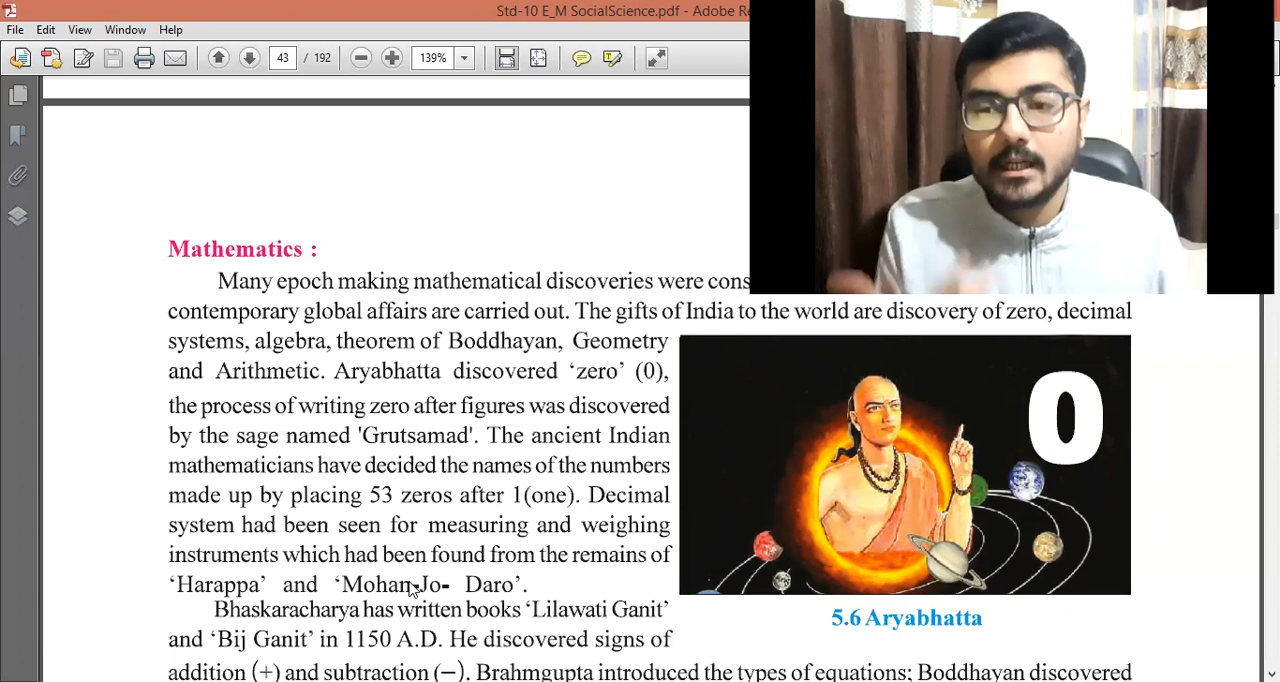 Std-10 E_M SocialScience.pdf - Adobe Re
File Edit View Window Help
43 / 192 139%
Mathematics :
Many epoch making mathematical discoveries were cons
contemporary global affairs are carried out. The gifts of India to the world are discovery of zero, decimal
systems, algebra, theorem of Boddhayan, Geometry
and Arithmetic. Aryabhatta discovered ‘zero’ (0),
the process of writing zero after figures was discovered
by the sage named 'Grutsamad'. The ancient Indian
mathematicians have decided the names of the numbers
made up by placing 53 zeros after 1(one). Decimal
system had been seen for measuring and weighing
instruments which had been found from the remains of
‘Harappa’ and ‘Mohan-Jo- Daro’.
Bhaskaracharya has written books ‘Lilawati Ganit’
and ‘Bij Ganit’ in 1150 A.D. He discovered signs of
addition (+) and subtraction (−). Brahmgupta introduced the types of equations; Boddhayan discovered
0
5.6 Aryabhatta